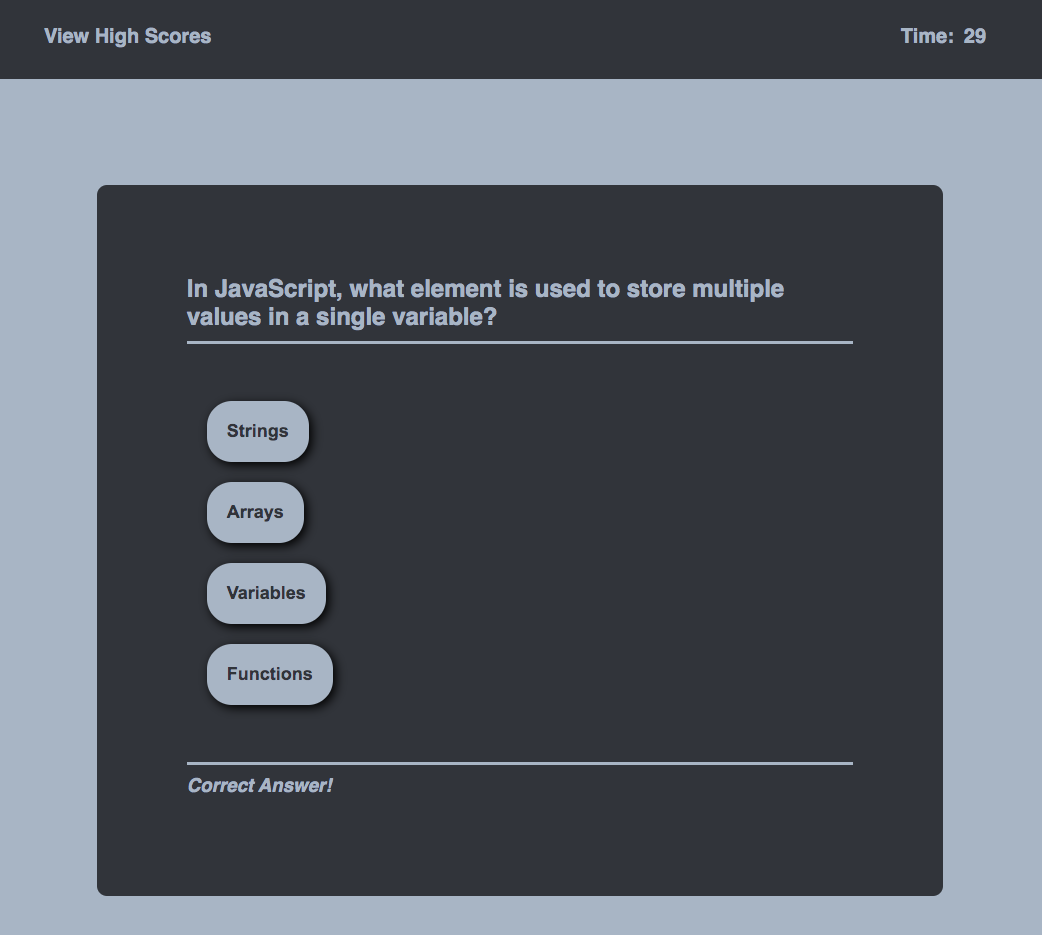 View High Scores
Time: 29
In JavaScript, what element is used to store multiple
values in a single variable?
Strings
Arrays
Variables
Functions
Correct Answer!